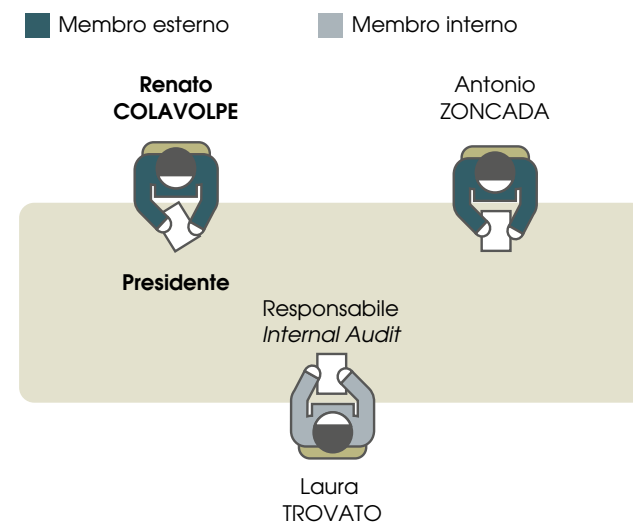 Membro esterno
Membro interno
Renato
COLAVOLPE
Antonio
ZONCADA
Presidente
Responsabile
Internal Audit
Laura
TROVATO